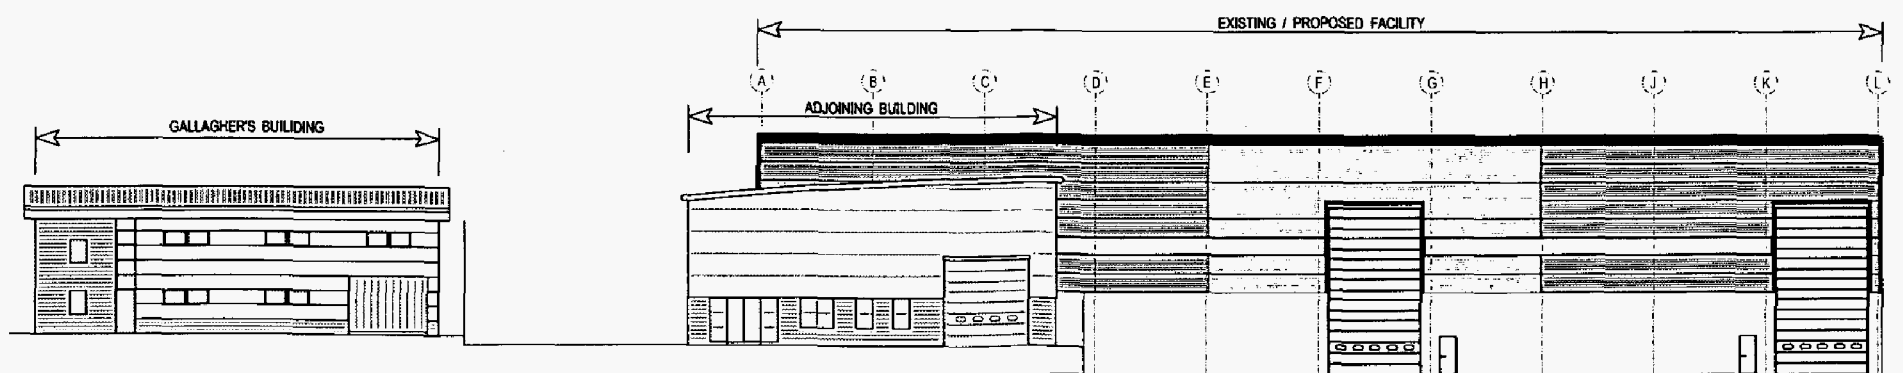 EXISTING / PROPOSED FACILITY
A B C D E F G H J K L
ADJOINING BUILDING
GALLAGHER'S BUILIDING